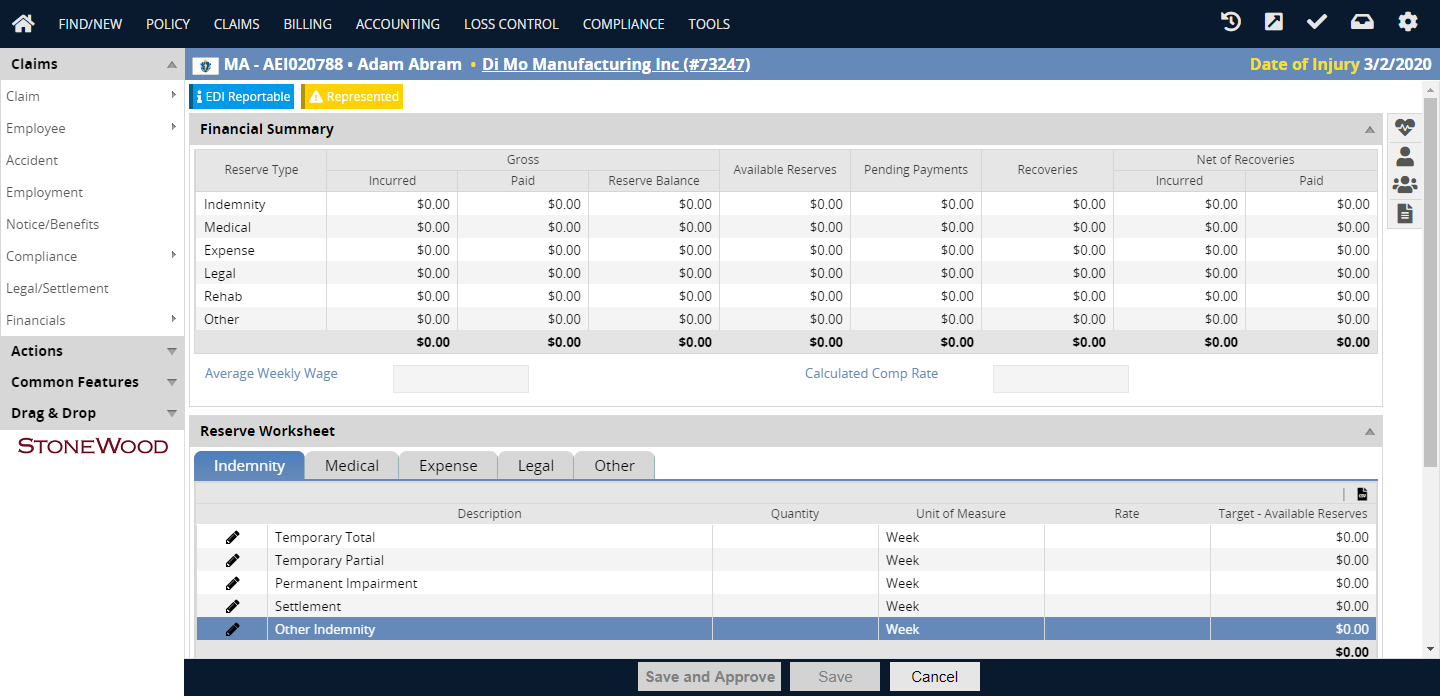 FIND/NEW POLICY CLAIMS BILLING ACCOUNTING LOSS CONTROL COMPLIANCE TOOLS
Claims
Claim
Employee
Accident
Employment
Notice/Benefits
Compliance
Legal/Settlement
Financials
Actions
Common Features
Drag & Drop
STONEWOOD
MA - AEI020788 • Adam Abram • Di Mo Manufacturing Inc (#73247) Date of Injury 3/2/2020
EDI Reportable Represented
Financial Summary
Reserve Type Gross Available Reserves Pending Payments Recoveries Net of Recoveries
Incurred Paid Reserve Balance Incurred Paid
Indemnity $0.00 $0.00 $0.00 $0.00 $0.00 $0.00 $0.00 $0.00
Medical $0.00 $0.00 $0.00 $0.00 $0.00 $0.00 $0.00 $0.00
Expense $0.00 $0.00 $0.00 $0.00 $0.00 $0.00 $0.00 $0.00
Legal $0.00 $0.00 $0.00 $0.00 $0.00 $0.00 $0.00 $0.00
Rehab $0.00 $0.00 $0.00 $0.00 $0.00 $0.00 $0.00 $0.00
Other $0.00 $0.00 $0.00 $0.00 $0.00 $0.00 $0.00 $0.00
$0.00 $0.00 $0.00 $0.00 $0.00 $0.00 $0.00 $0.00
Average Weekly Wage Calculated Comp Rate
Reserve Worksheet
Indemnity Medical Expense Legal Other
Description Quantity Unit of Measure Rate Target - Available Reserves
Temporary Total Week $0.00
Temporary Partial Week $0.00
Permanent Impairment Week $0.00
Settlement Week $0.00
Other Indemnity Week $0.00
$0.00
Save and Approve Save Cancel